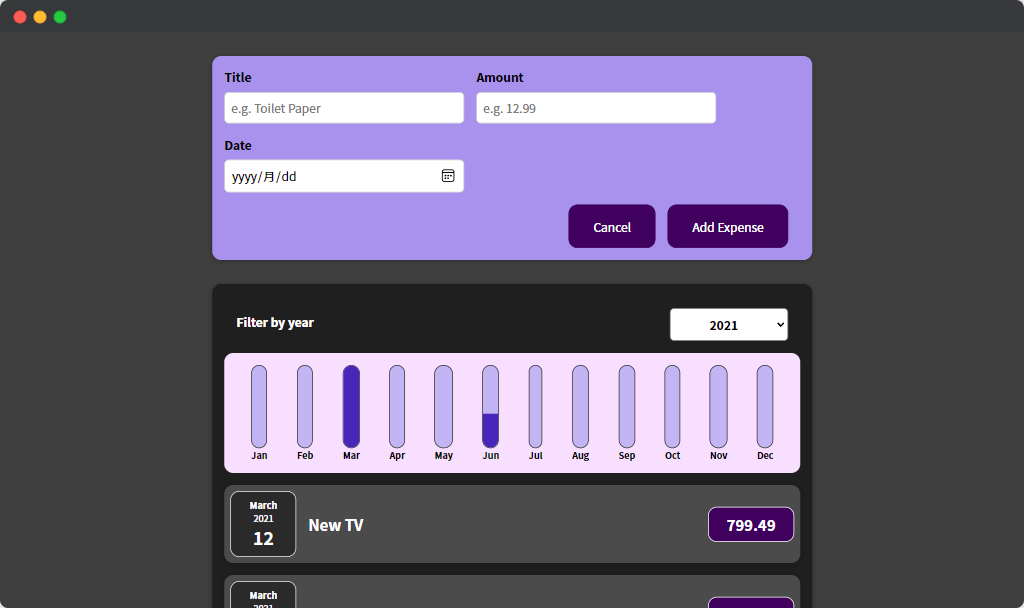 Title
Amount
e.g. Toilet Paper
e.g. 12.99
Date
yyyy/月/dd
Cancel
Add Expense
Filter by year
2021
Jan Feb Mar Apr May Jun Jul Aug Sep Oct Nov Dec
March
2021
12
New TV
799.49
March
2021